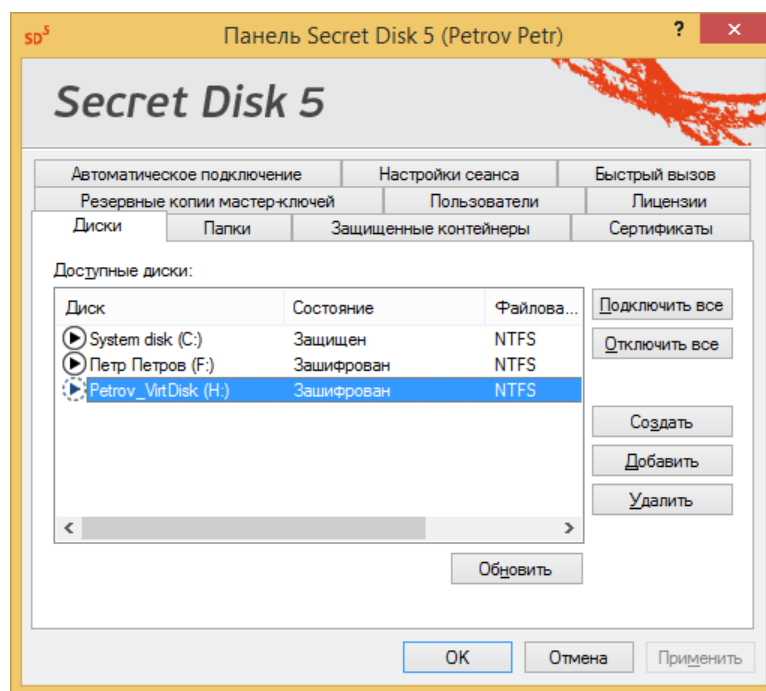 SD5 Панель Secret Disk 5 (Petrov Petr) ? ×
Secret Disk 5
Автоматическое подключение Настройки сеанса Быстрый вызов
Резервные копии мастер-ключей Пользователи Лицензии
Диски Папки Защищенные контейнеры Сертификаты
Доступные диски:
Диск Состояние Файлова...
System disk (C:) Защищен NTFS
Петр Петров (F:) Зашифрован NTFS
Petrov_VirtDisk (H:) Зашифрован NTFS
Подключить все
Отключить все
Создать
Добавить
Удалить
Обновить
OK Отмена Применить